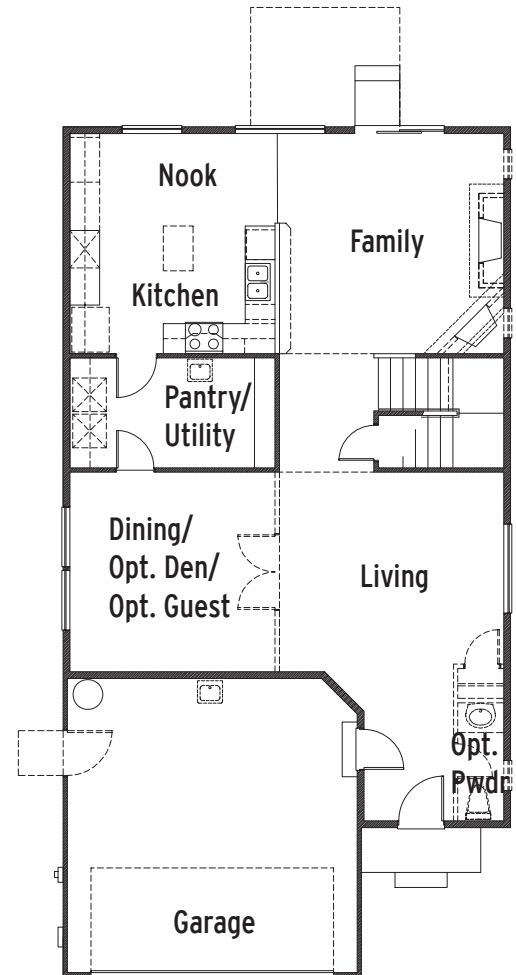 Nook
Family
Kitchen
Pantry/
Utility
Dining/
Opt. Den/
Opt. Guest
Living
Opt.
Pwdr
Garage